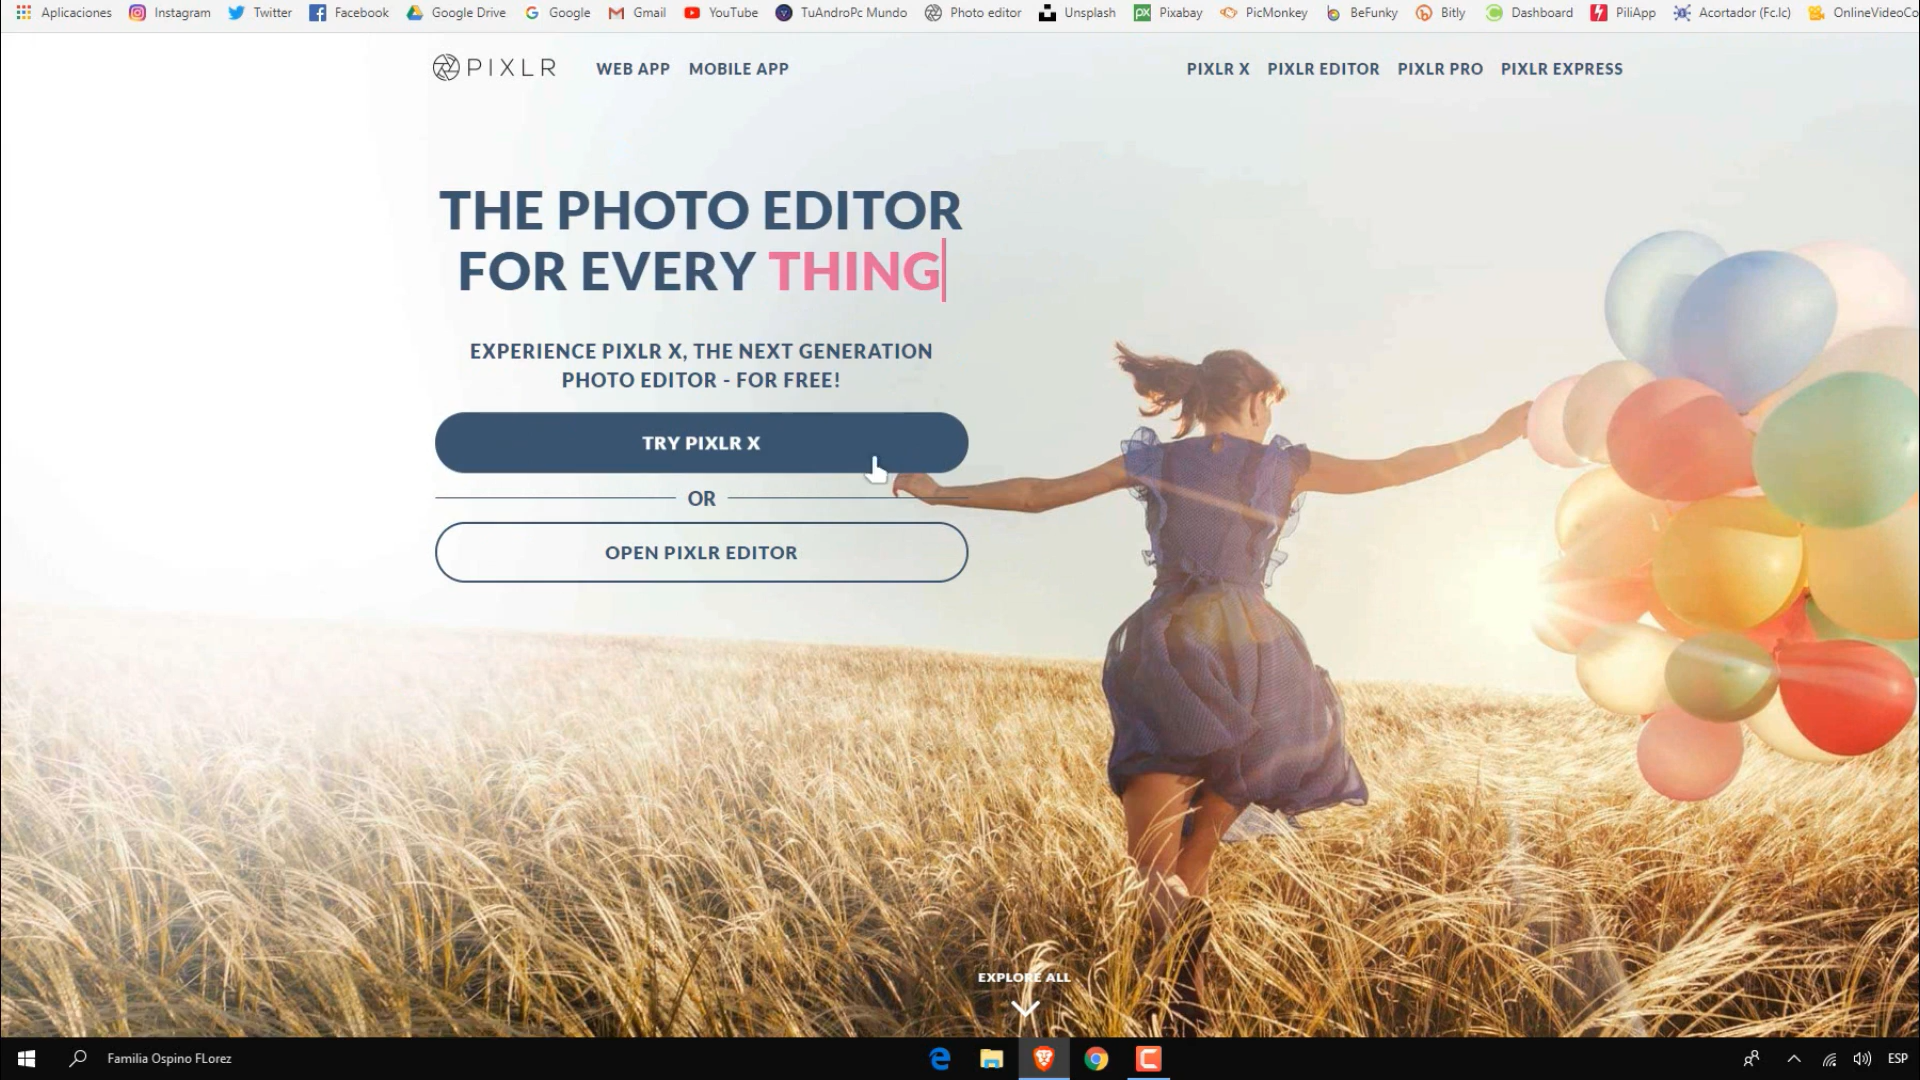 Aplicaciones Instagram Twitter Facebook Google Drive Google Gmail YouTube TuAndroPc Mundo Photo editor Unsplash Pixabay PicMonkey BeFunky Bitly Dashboard PiliApp Acortador (Fc.lc) OnlineVideoCo
PIXLR WEB APP MOBILE APP PIXLR X PIXLR EDITOR PIXLR PRO PIXLR EXPRESS
THE PHOTO EDITOR
FOR EVERY THING
EXPERIENCE PIXLR X, THE NEXT GENERATION
PHOTO EDITOR - FOR FREE!
TRY PIXLR X
OR
OPEN PIXLR EDITOR
EXPLORE ALL
Familia Ospino FLorez ESP